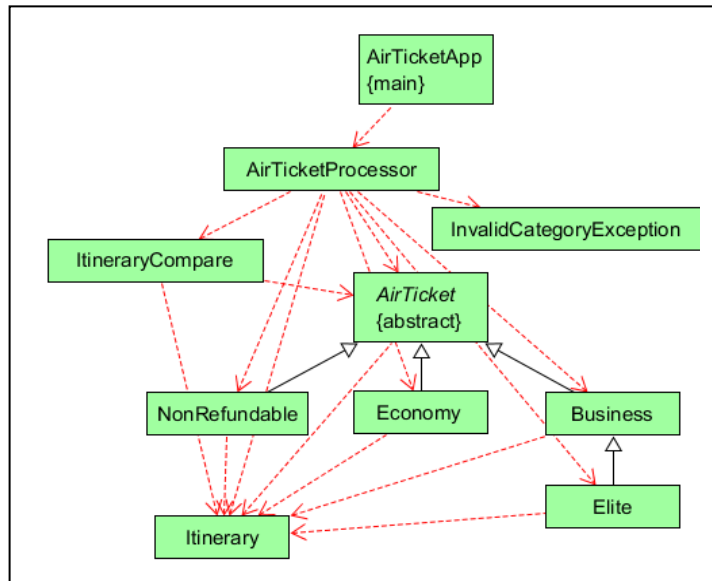 AirTicketApp
{main}
AirTicketProcessor
InvalidCategoryException
ItineraryCompare
AirTicket
{abstract}
NonRefundable
Economy
Business
Elite
Itinerary